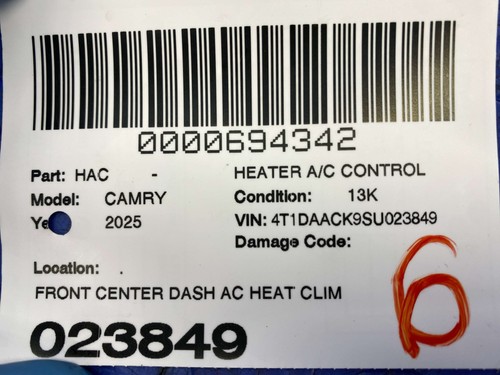 0000694342
Part: HAC - HEATER A/C CONTROL
Model: CAMRY Condition: 13K
2025 VIN: 4T1DAACK9SU023849
Damage Code:
Location: .
FRONT CENTER DASH AC HEAT CLIM
023849
6